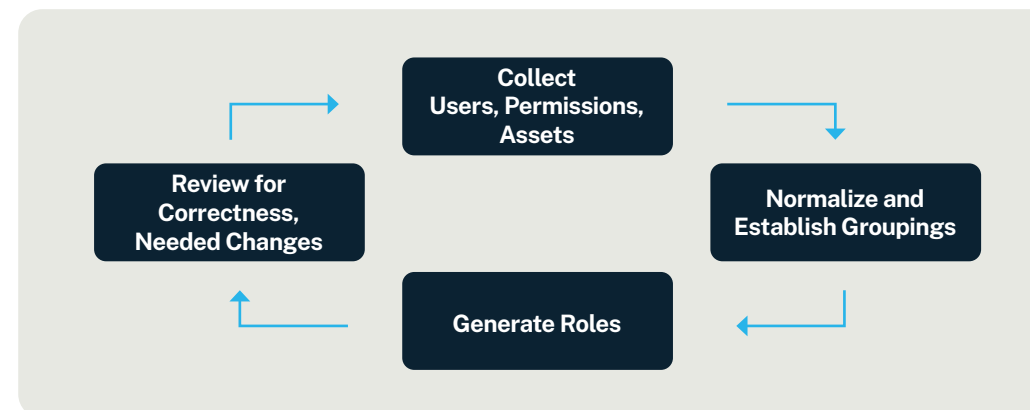 Collect
Users, Permissions,
Assets
Normalize and
Establish Groupings
Generate Roles
Review for
Correctness,
Needed Changes